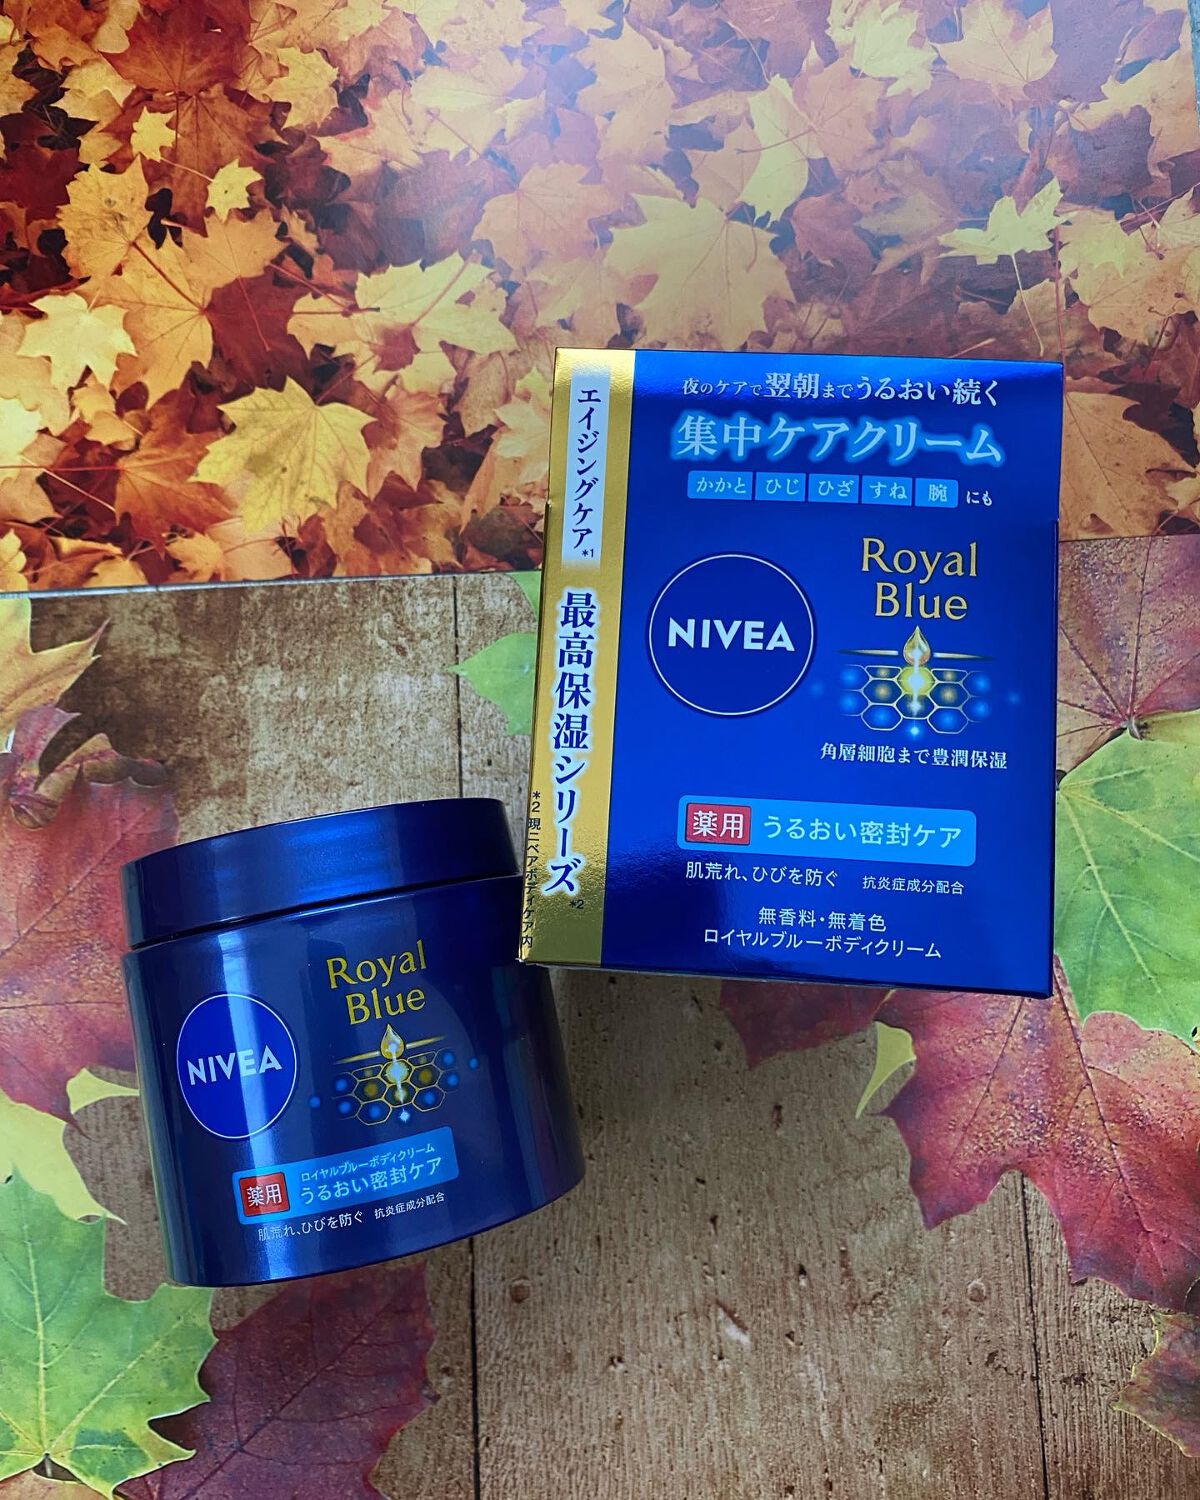 夜のケアで翌朝までうるおい続く
集中ケアクリーム
かかと ひじ ひざ すね 腕 にも
エイジングケア*1
最高保湿シリーズ*2
*2 現ニベアボディケア内
NIVEA
Royal
Blue
角層細胞まで豊潤保湿
薬用 うるおい密封ケア
肌荒れ、ひびを防ぐ 抗炎症成分配合
無香料・無着色
ロイヤルブルーボディクリーム
Royal
Blue
NIVEA
ロイヤルブルーボディクリーム
薬用 うるおい密封ケア
肌荒れ、ひびを防ぐ 抗炎症成分配合